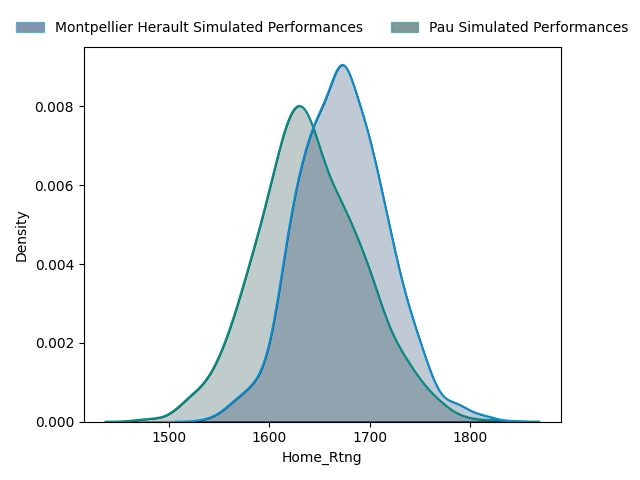 Montpellier Herault Simulated Performances
Pau Simulated Performances
0.008
0.006
0.004
0.002
0.000
Density
1500
1600
1700
1800
Home_Rtng